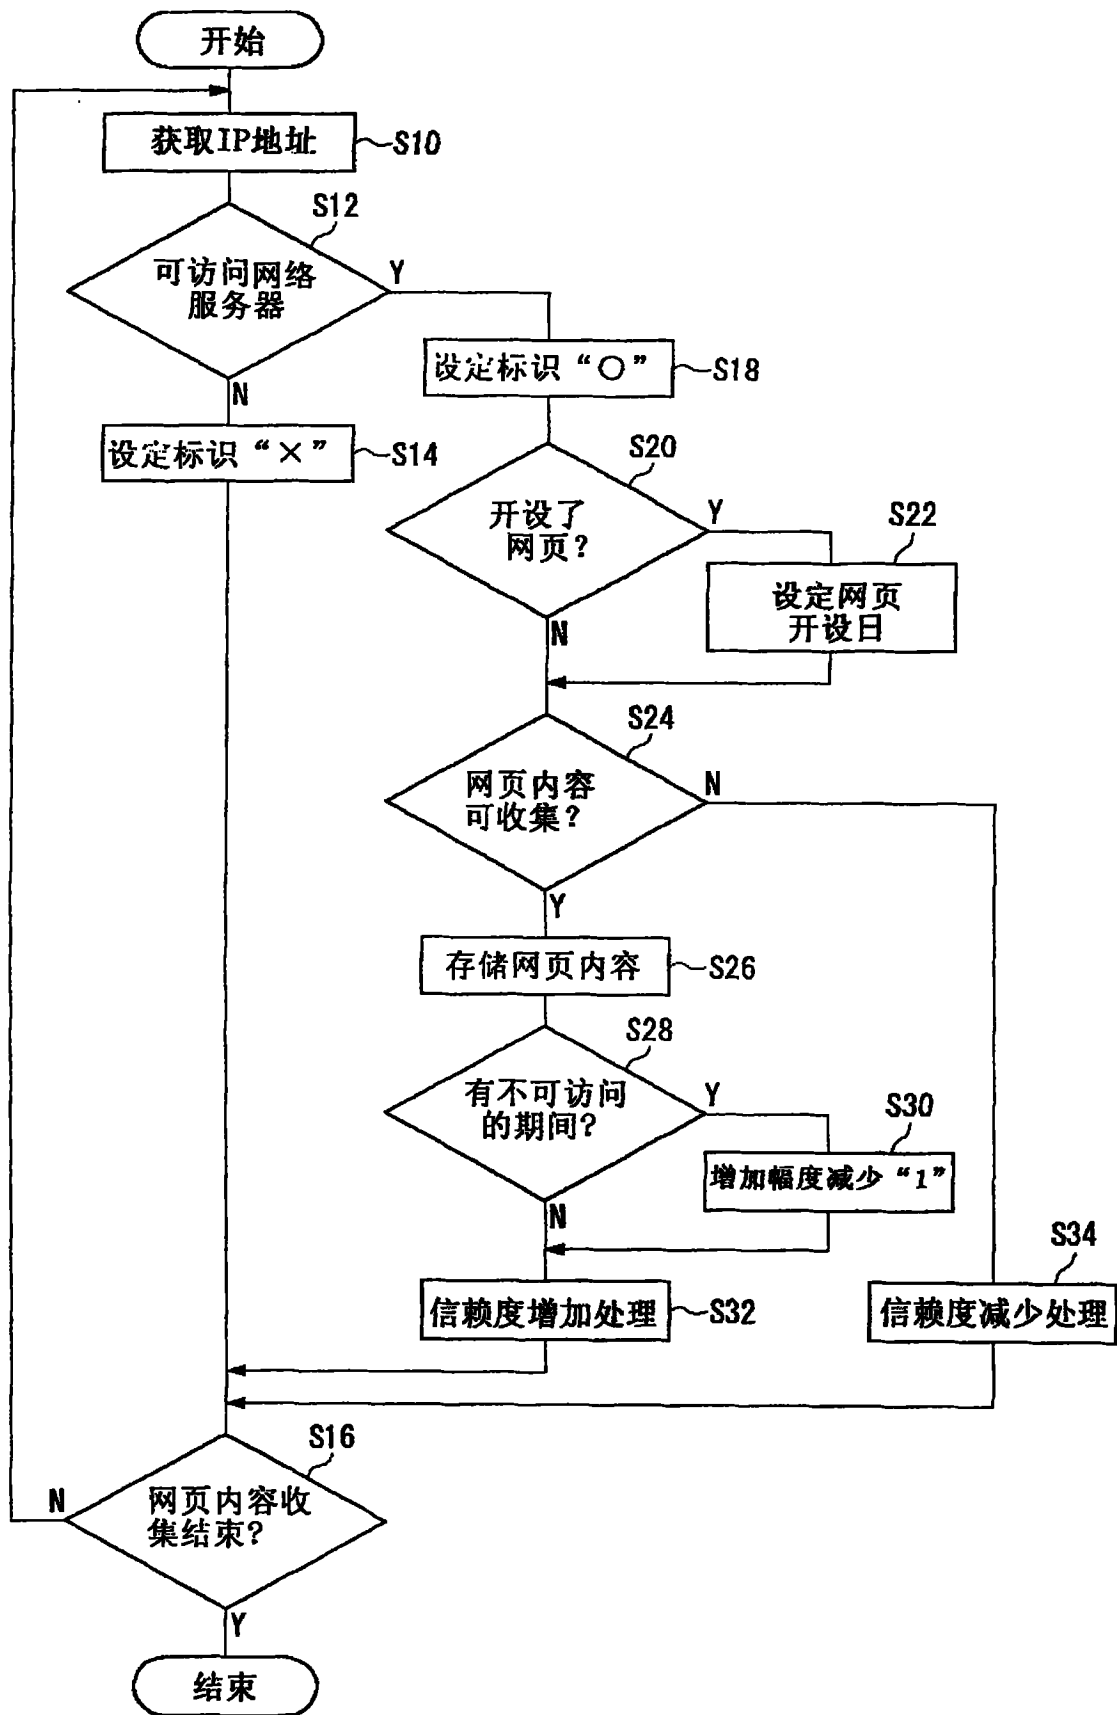 开始
获取IP地址
S10
S12
可访问网络
服务器
Y
N
设定标识“○”
S18
设定标识“×”
S14
S20
开设了
网页?
Y
N
S22
设定网页
开设日
S24
网页内容
可收集?
N
Y
存储网页内容
S26
S28
有不可访问
的期间?
Y
N
S30
增加幅度减少“1”
信赖度增加处理
S32
S34
信赖度减少处理
S16
网页内容收
集结束?
N
Y
结束